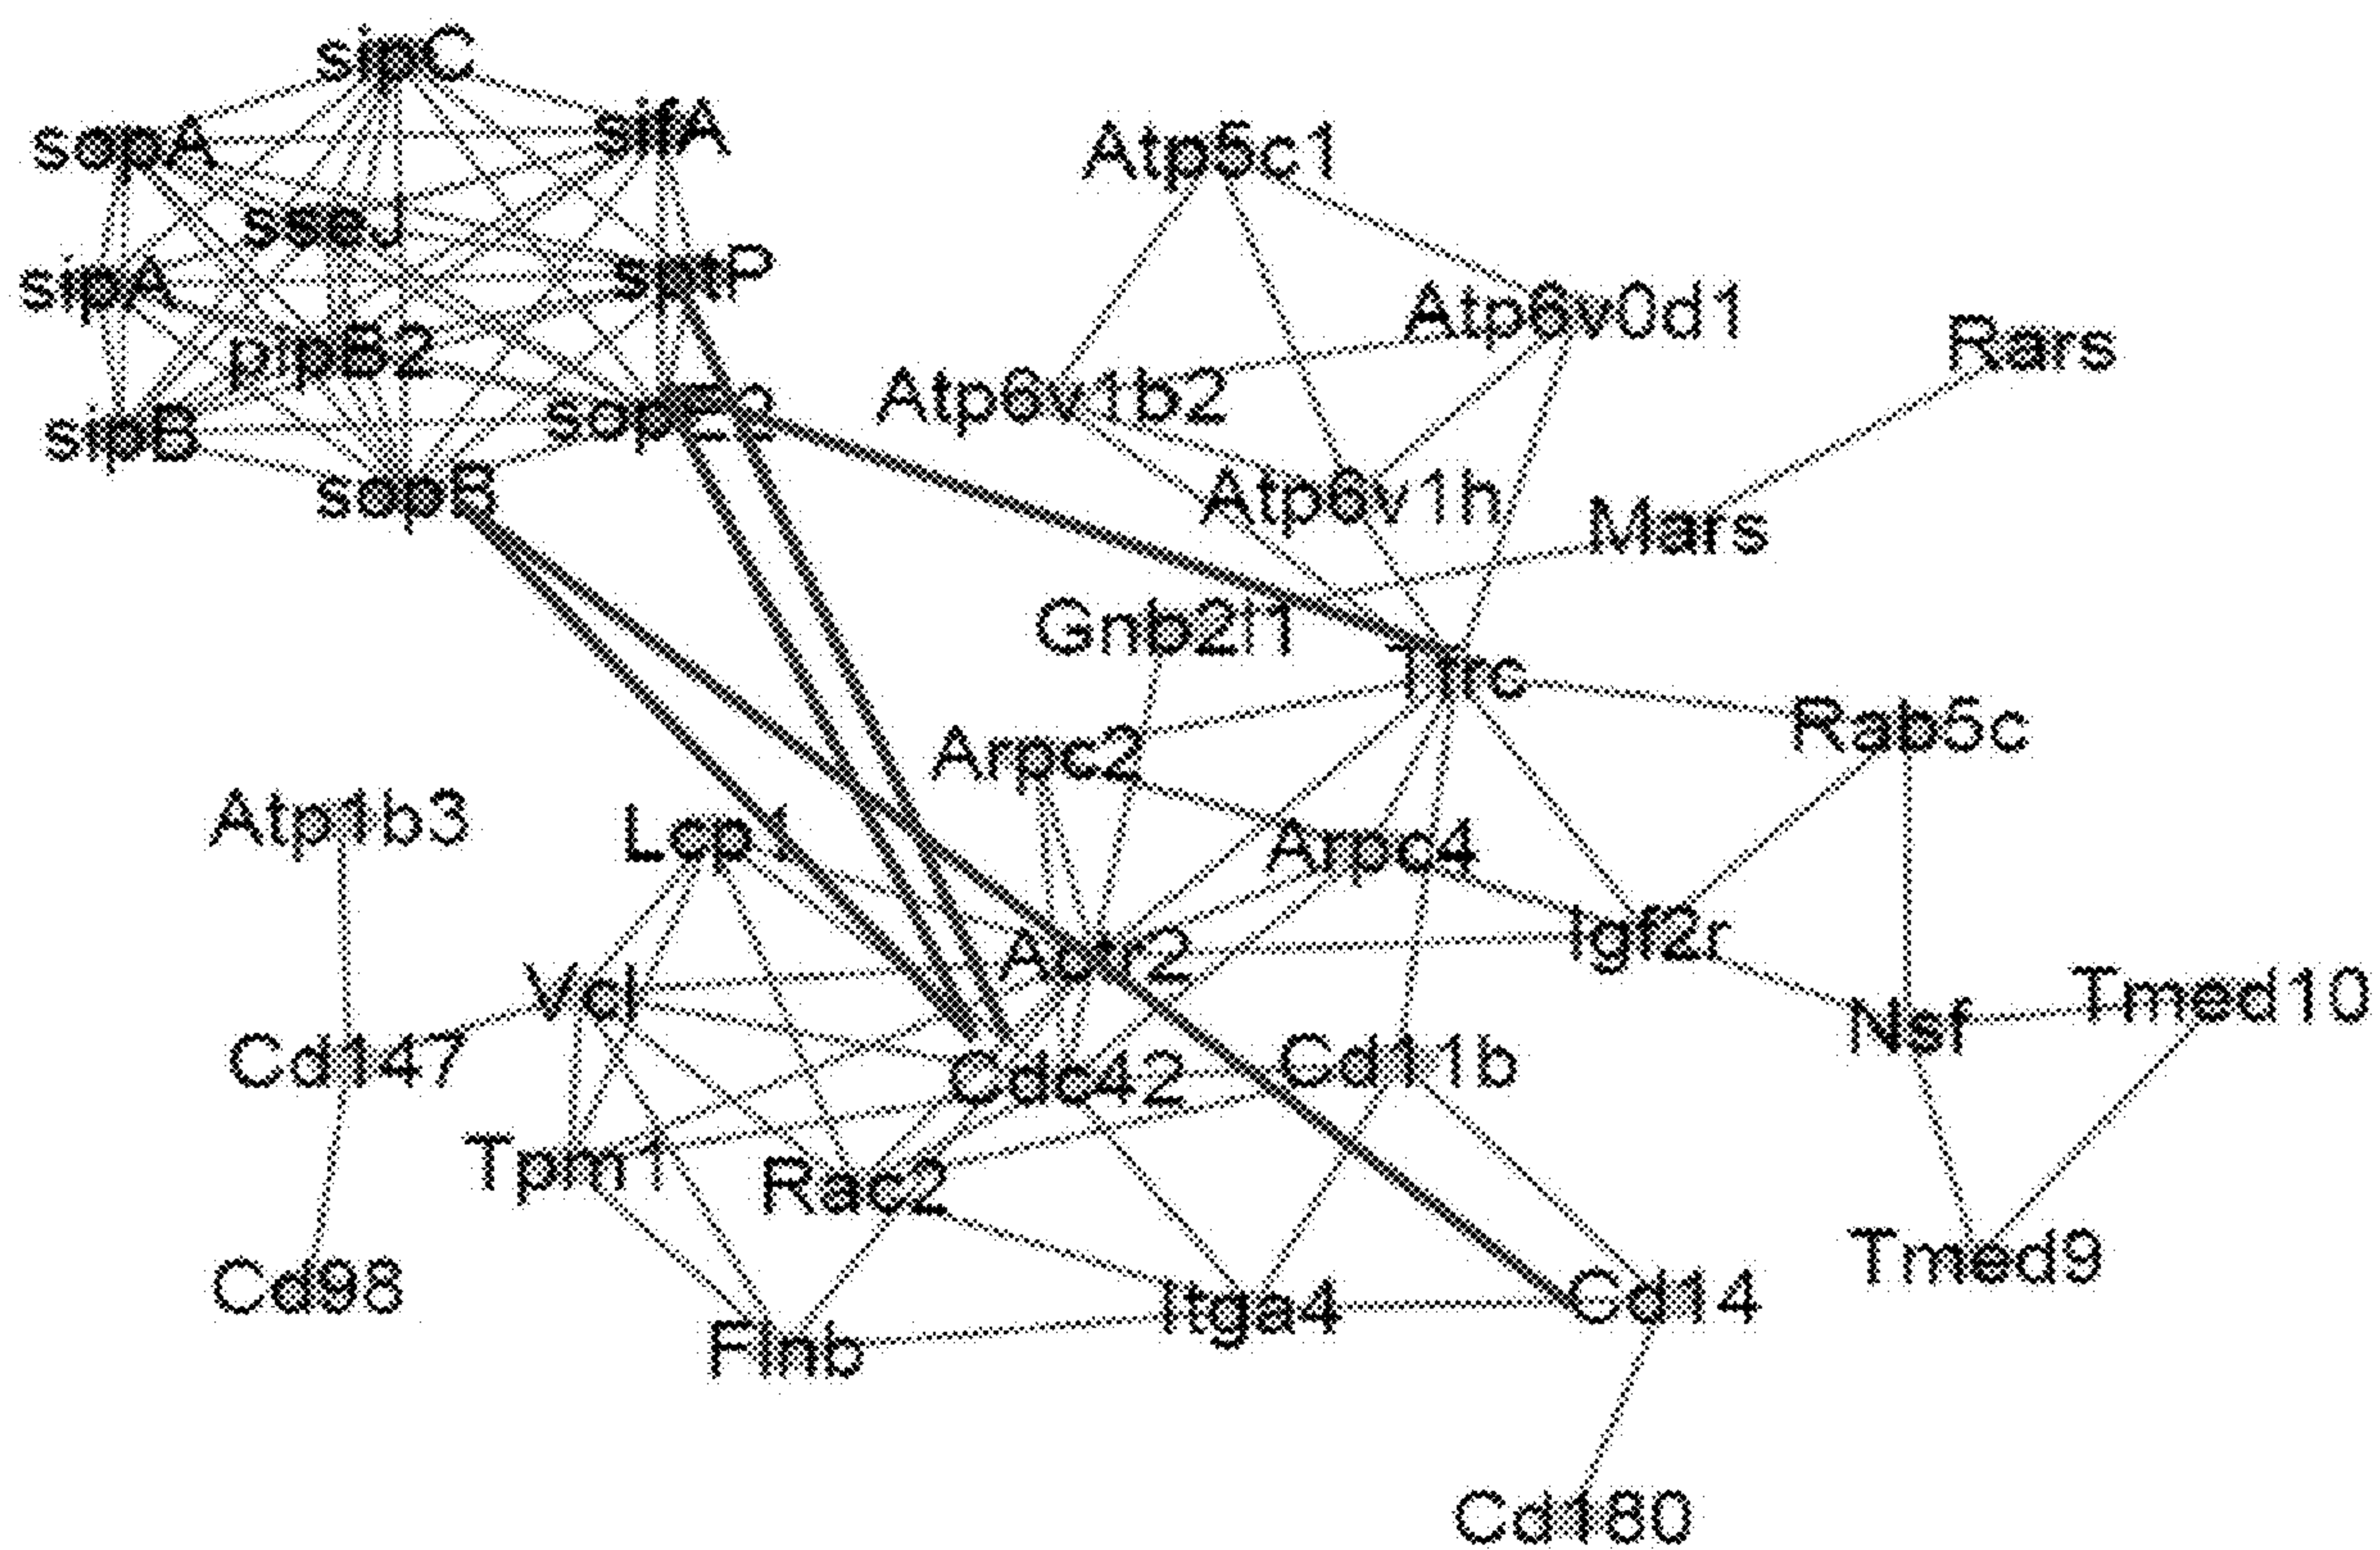 sipC
sopA
sifA
Atp5c1
sseJ
sipA
sptP
Atp6v0d1
Rars
pipB2
Atp6v1b2
sopE2
sipB
sopB
Atp6v1h
Mars
Gnb2l1
Tfrc
Rab5c
Arpc2
Atp1b3
Lcp1
Arpc4
Igf2r
Actr2
Vcl
Nsf
Tmed10
Cd147
Cdc42
Cd11b
Tpm1
Rac2
Tmed9
Cd98
Itga4
Cd14
Flnb
Cd180